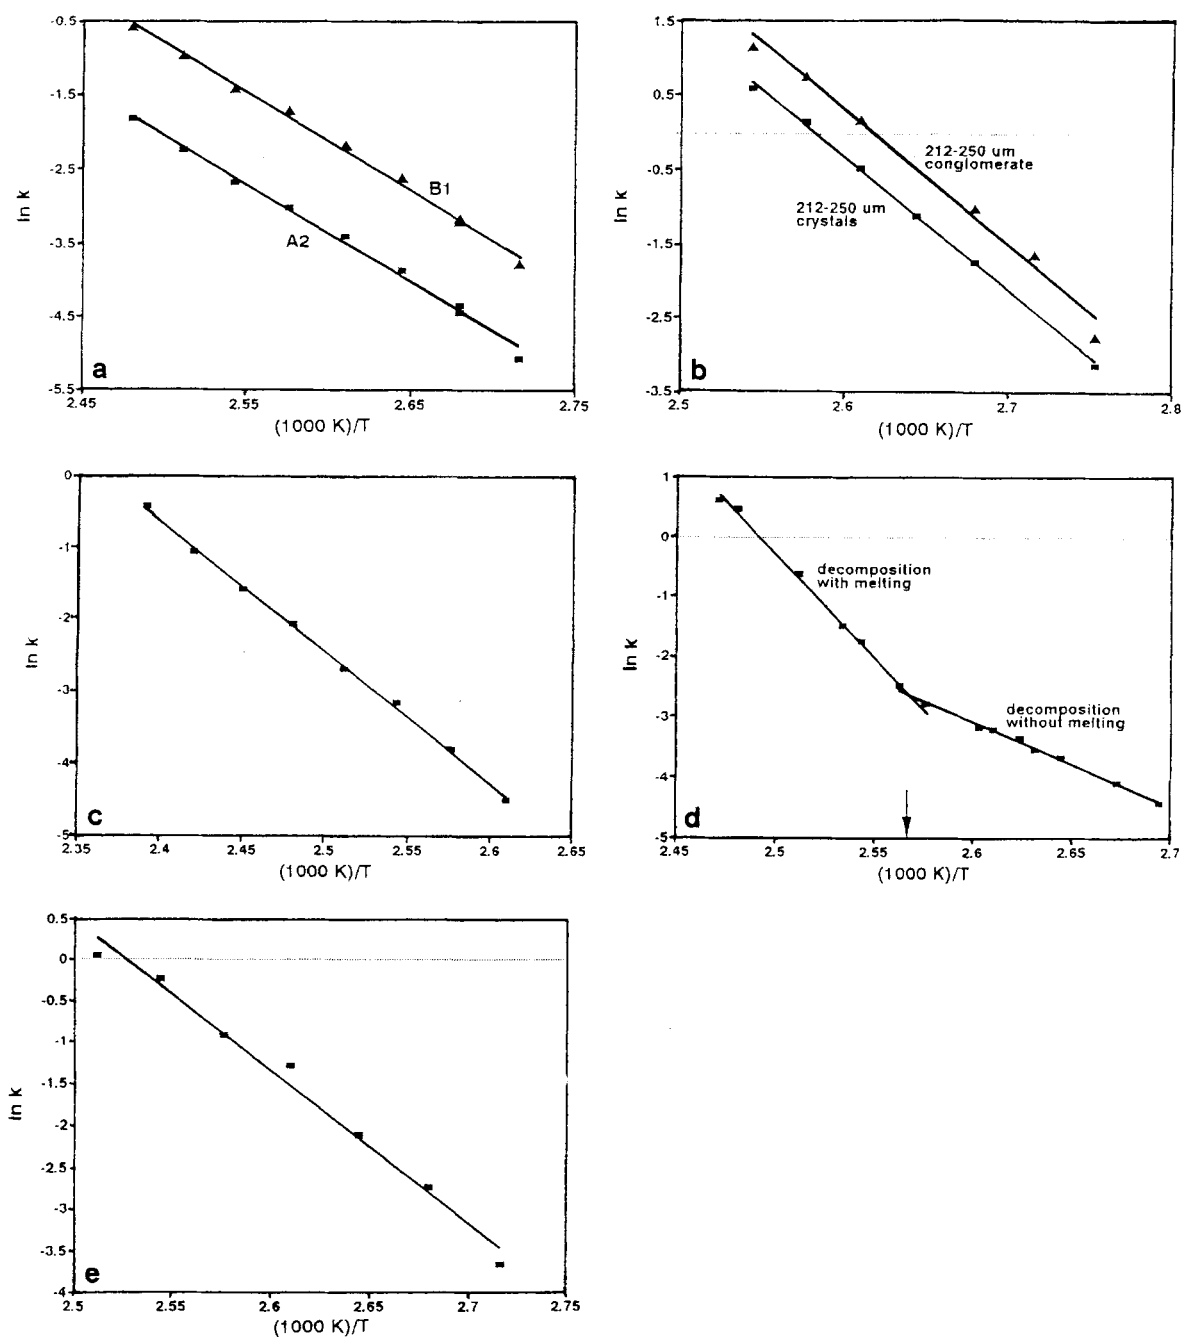 -0.5
-1.5
-2.5
-3.5
-4.5
-5.5
ln k
B1
A2
a
2.45
2.55
2.65
2.75
(1000 K)/T
1.5
0.5
-0.5
-1.5
-2.5
-3.5
ln k
212-250 um
conglomerate
212-250 um
crystals
b
2.5
2.6
2.7
2.8
(1000 K)/T
0
-1
-2
-3
-4
-5
ln k
c
2.35
2.4
2.45
2.5
2.55
2.6
2.65
(1000 K)/T
1
0
-1
-2
-3
-4
-5
ln k
decomposition
with melting
decomposition
without melting
d
2.45
2.5
2.55
2.6
2.65
2.7
(1000 K)/T
0.5
0
-0.5
-1
-1.5
-2
-2.5
-3
-3.5
-4
ln k
e
2.5
2.55
2.6
2.65
2.7
2.75
(1000 K)/T